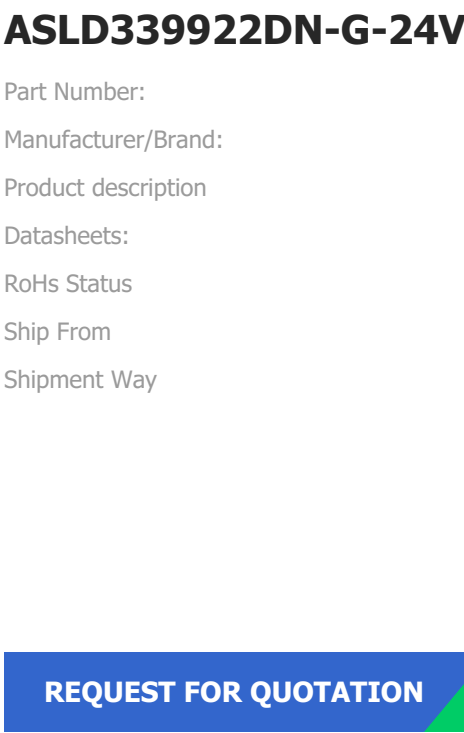 ASLD339922DN-G-24V
Part Number:
Manufacturer/Brand:
Product description
Datasheets:
RoHs Status
Ship From
Shipment Way
REQUEST FOR QUOTATION